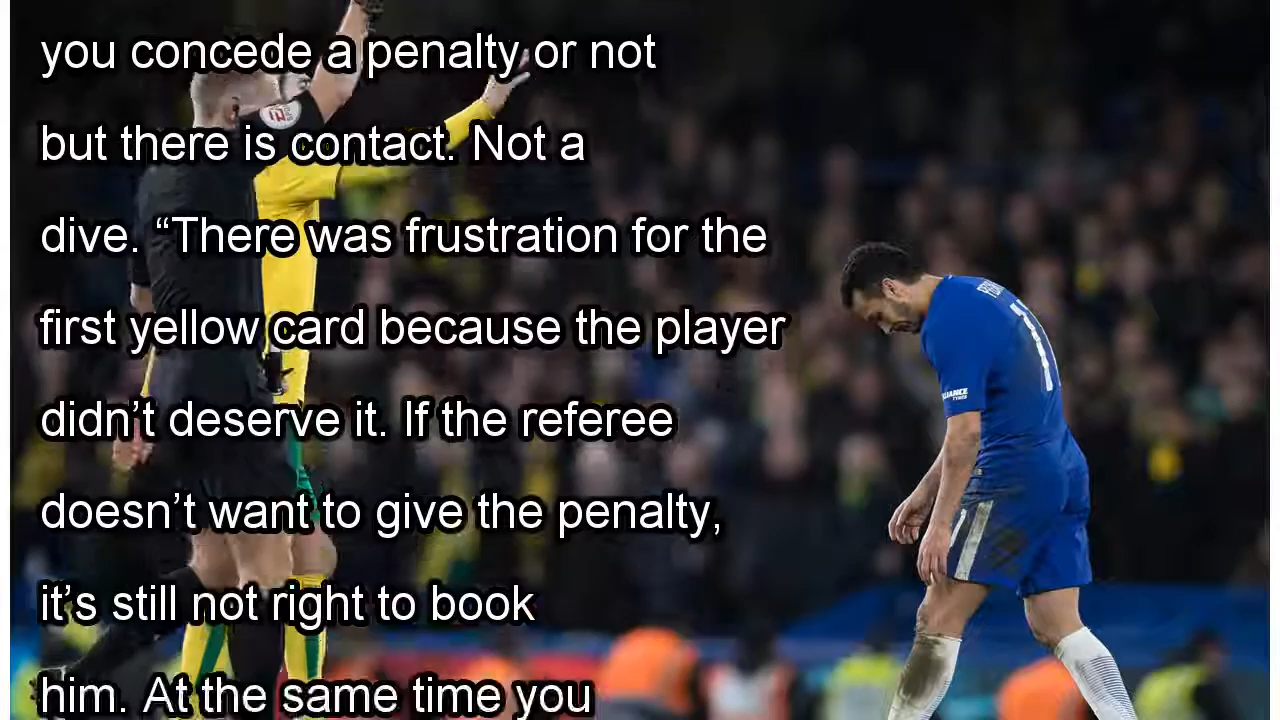 you concede a penalty or not
but there is contact. Not a
dive. “There was frustration for the
first yellow card because the player
didn’t deserve it. If the referee
doesn’t want to give the penalty,
it’s still not right to book
him. At the same time you